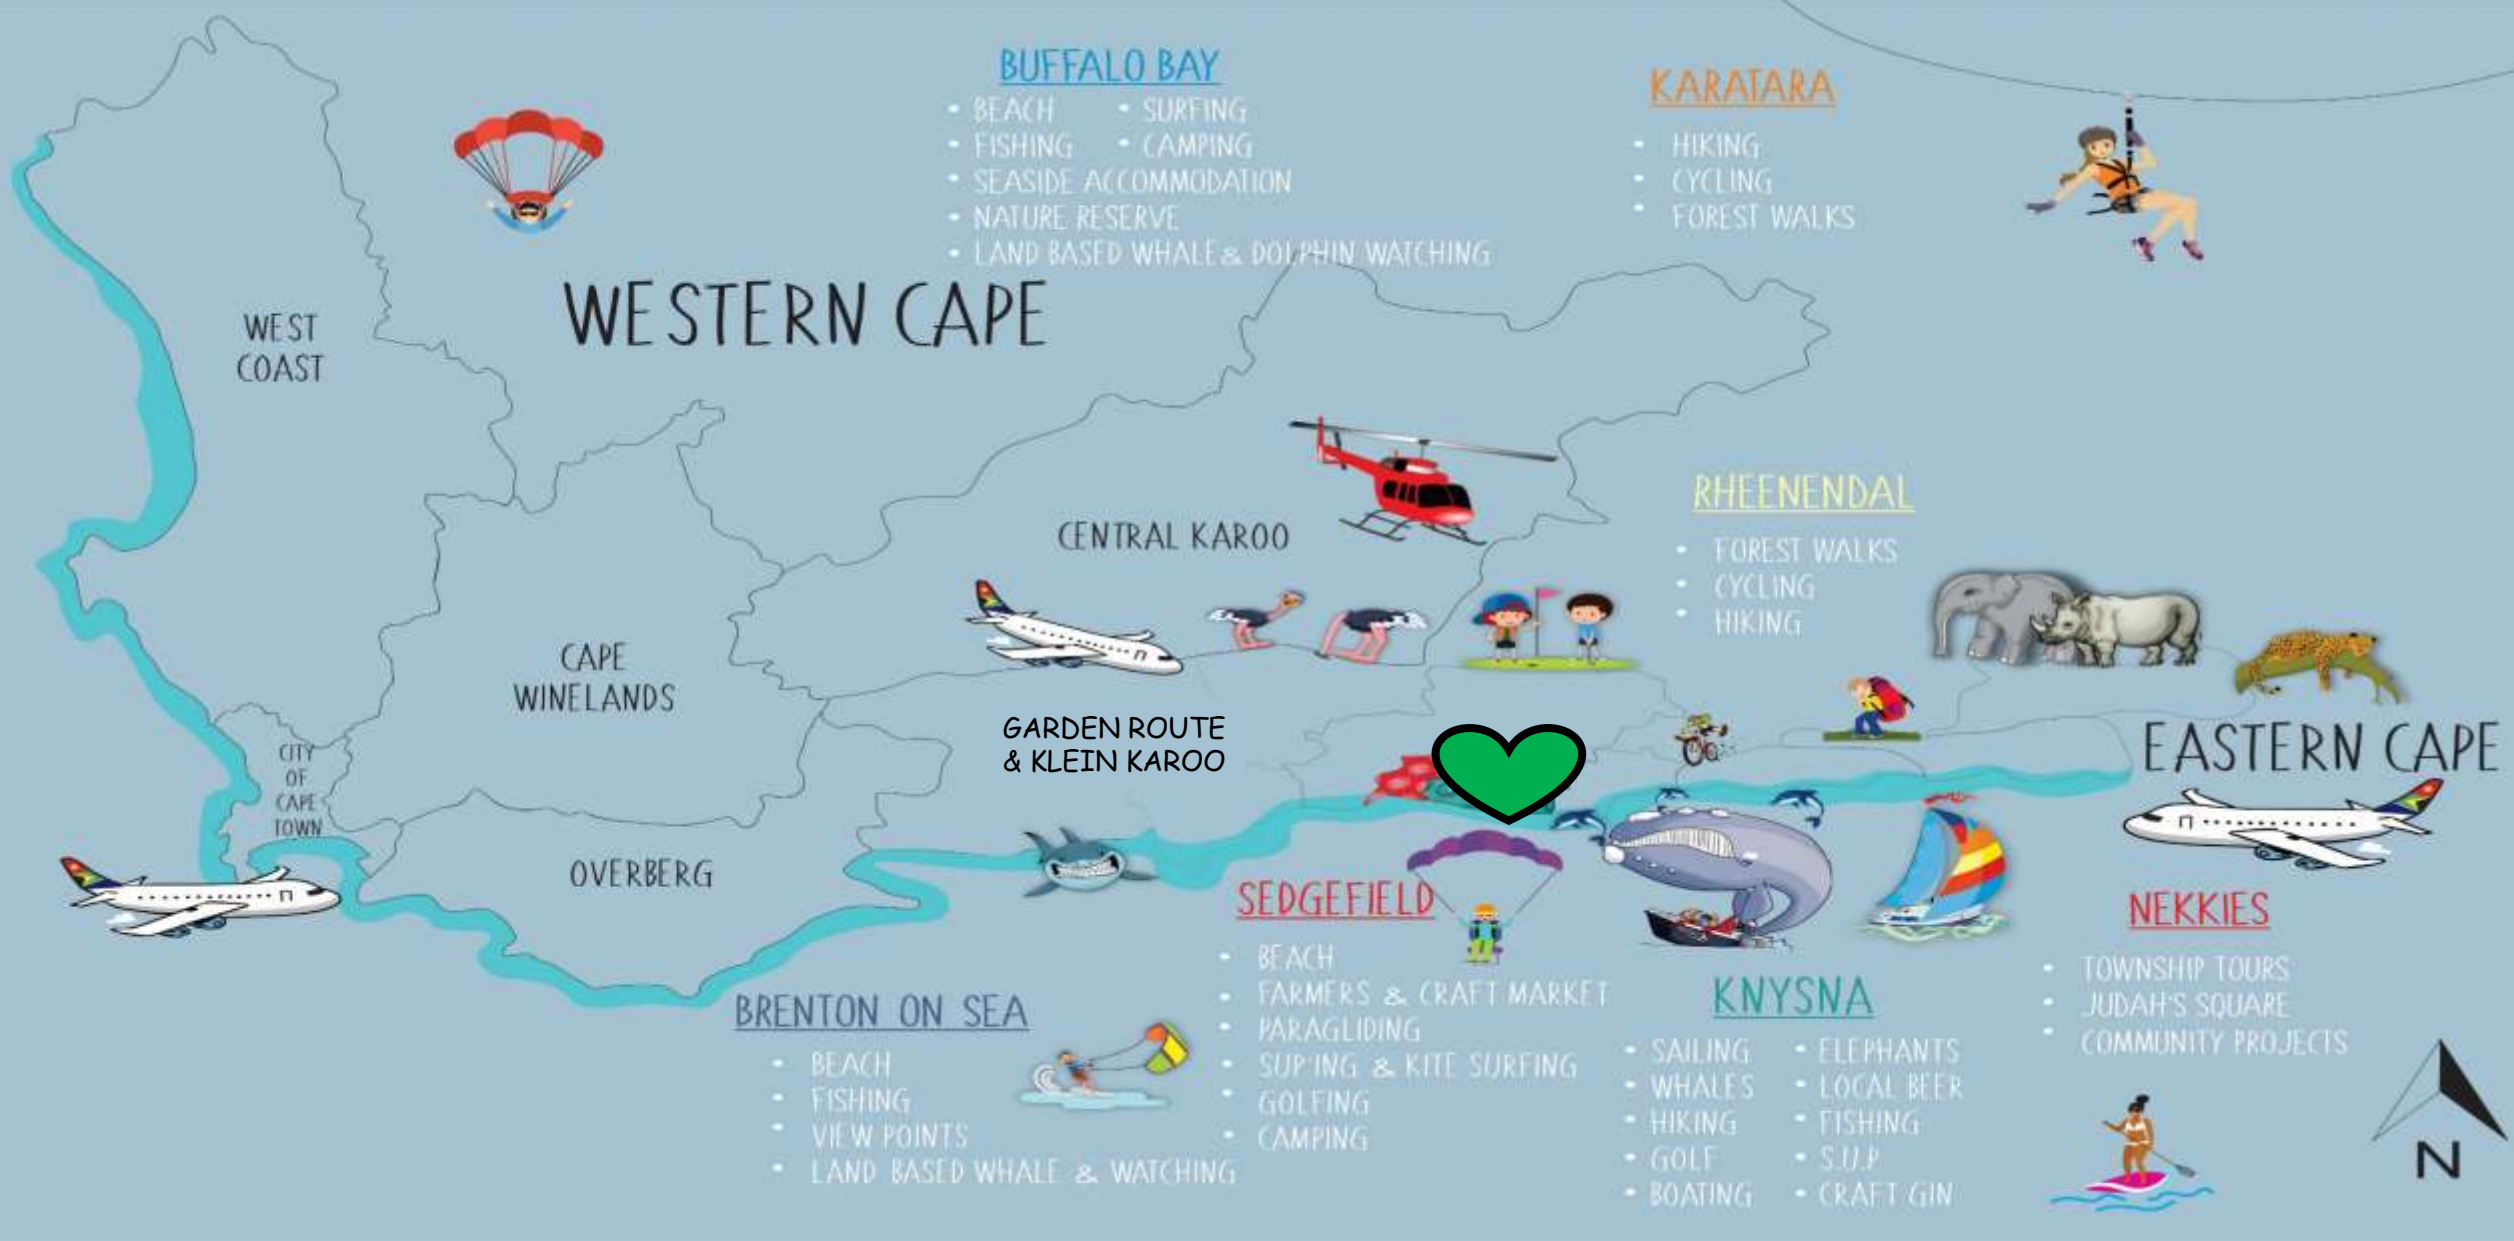 BUFFALO BAY
• BEACH • SURFING
• FISHING • CAMPING
• SEASIDE ACCOMMODATION
• NATURE RESERVE
• LAND BASED WHALE & DOLPHIN WATCHING
KARATARA
• HIKING
• CYCLING
• FOREST WALKS
WESTERN CAPE
WEST
COAST
CENTRAL KAROO
RHEENENDAL
• FOREST WALKS
• CYCLING
• HIKING
CAPE
WINELANDS
GARDEN ROUTE
& KLEIN KAROO
EASTERN CAPE
CITY
OF
CAPE
TOWN
OVERBERG
SEDGEFIELD
• BEACH
• FARMERS & CRAFT MARKET
• PARAGLIDING
• SUP'ING & KITE SURFING
• GOLFING
• CAMPING
NEKKIES
• TOWNSHIP TOURS
• JUDAH'S SQUARE
• COMMUNITY PROJECTS
BRENTON ON SEA
• BEACH
• FISHING
• VIEW POINTS
• LAND BASED WHALE & WATCHING
KNYSNA
• SAILING • ELEPHANTS
• WHALES • LOCAL BEER
• HIKING • FISHING
• GOLF • S.U.P
• BOATING • CRAFT GIN
N